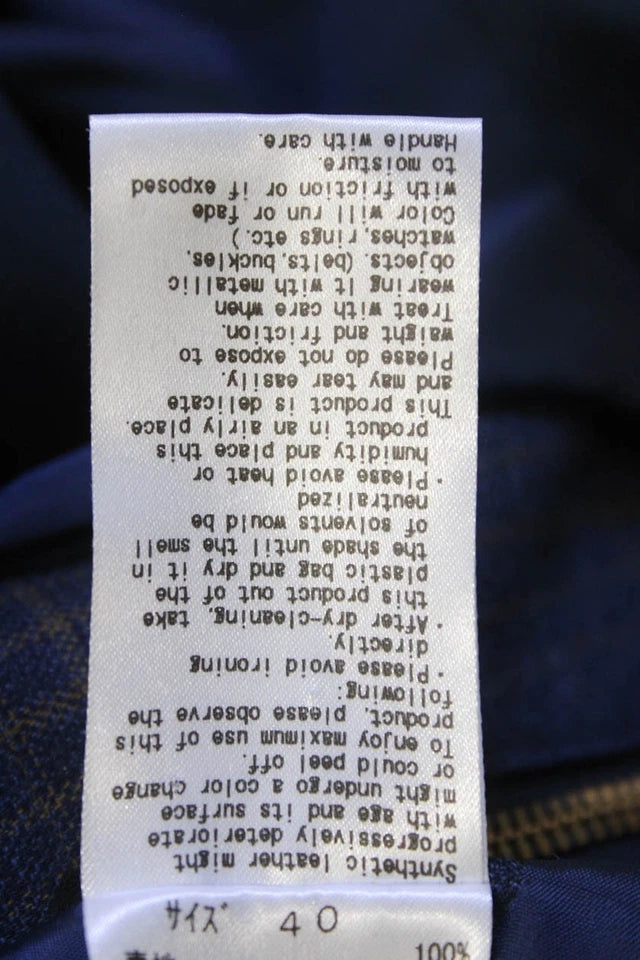 Synthetic leather might
progressively deteriorate
with age and its surface
might undergo a color change
or could peel off.
To enjoy maximum use of this
product, please observe the
following:
・Please avoid ironing
directly.
・After dry-cleaning, take
this product out of the
plastic bag and dry it in
the shade until the smell
of solvents would be
neutralized
・Please avoid heat or
humidity and place this
product in an airly place.
This product is delicate
and may tear easily.
Please do not expose to
waight and friction.
Treat with care when
wearing it with metallic
objects. (belts, buckles,
watches, rings etc.)
Color will run or fade
with friction or if exposed
to moisture.
Handle with care.
サイズ 40
100%